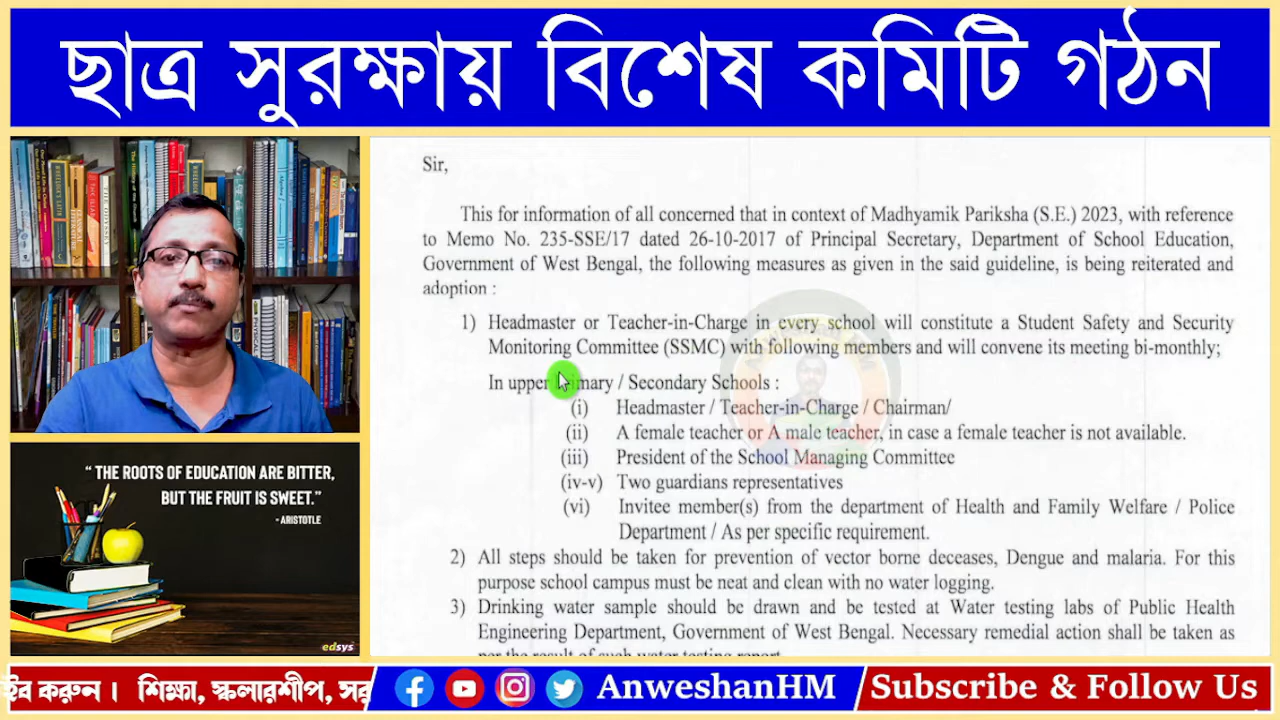 ছাত্র সুরক্ষায় বিশেষ কমিটি গঠন
Sir,
This for information of all concerned that in context of Madhyamik Pariksha (S.E.) 2023, with reference
to Memo No. 235-SSE/17 dated 26-10-2017 of Principal Secretary, Department of School Education,
Government of West Bengal, the following measures as given in the said guideline, is being reiterated and
adoption :
1) Headmaster or Teacher-in-Charge in every school will constitute a Student Safety and Security
Monitoring Committee (SSMC) with following members and will convene its meeting bi-monthly;
In upper Primary / Secondary Schools :
(i) Headmaster / Teacher-in-Charge / Chairman/
(ii) A female teacher or A male teacher, in case a female teacher is not available.
(iii) President of the School Managing Committee
(iv-v) Two guardians representatives
(vi) Invitee member(s) from the department of Health and Family Welfare / Police
Department / As per specific requirement.
2) All steps should be taken for prevention of vector borne deceases, Dengue and malaria. For this
purpose school campus must be neat and clean with no water logging.
3) Drinking water sample should be drawn and be tested at Water testing labs of Public Health
Engineering Department, Government of West Bengal. Necessary remedial action shall be taken as
per the result of such water testing report
“ THE ROOTS OF EDUCATION ARE BITTER,
BUT THE FRUIT IS SWEET.”
- ARISTOTLE
edsys
করুন । শিক্ষা, স্কলারশীপ,
AnweshanHM
Subscribe & Follow Us